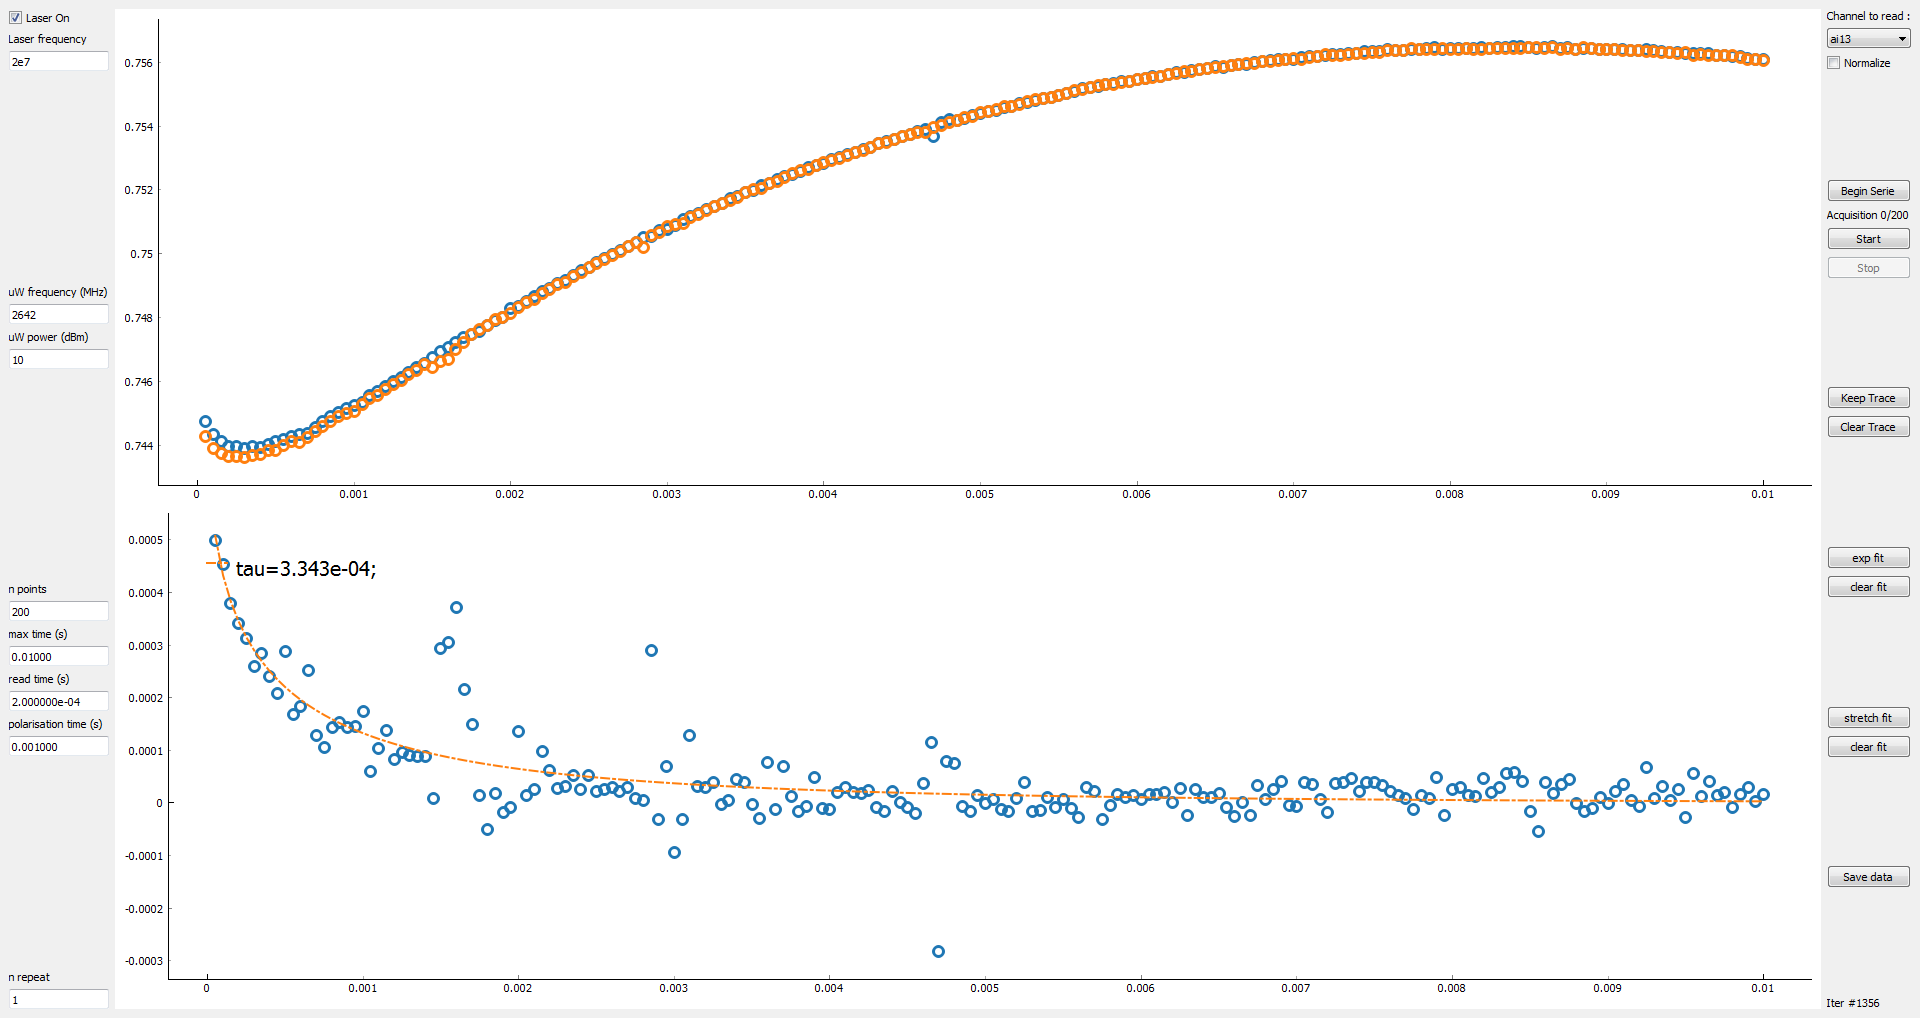 Laser On
Laser frequency
2e7
uW frequency (MHz)
2642
uW power (dBm)
10
n points
200
max time (s)
0.01000
read time (s)
2.000000e-04
polarisation time (s)
0.001000
n repeat
1
0.756
0.754
0.752
0.75
0.748
0.746
0.744
0 0.001 0.002 0.003 0.004 0.005 0.006 0.007 0.008 0.009 0.01
tau=3.343e-04;
0.0005
0.0004
0.0003
0.0002
0.0001
0
-0.0001
-0.0002
-0.0003
0 0.001 0.002 0.003 0.004 0.005 0.006 0.007 0.008 0.009 0.01
Channel to read :
ai13
Normalize
Begin Serie
Acquisition 0/200
Start
Stop
Keep Trace
Clear Trace
exp fit
clear fit
stretch fit
clear fit
Save data
Iter #1356